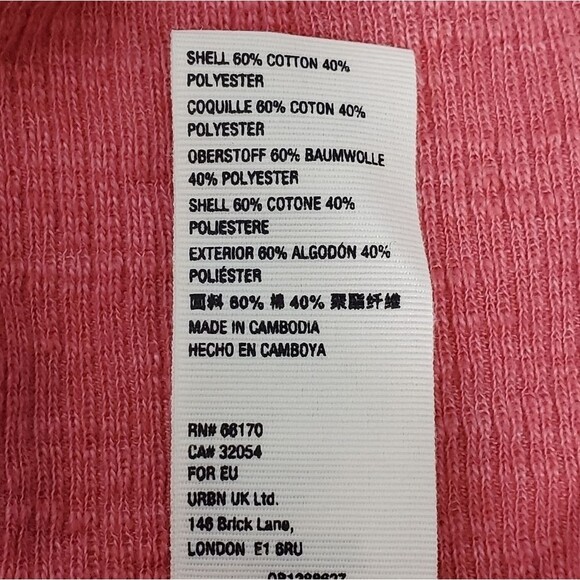 SHELL 60% COTTON 40%
POLYESTER
COQUILLE 60% COTON 40%
POLYESTER
OBERSTOFF 60% BAUMWOLLE
40% POLYESTER
SHELL 60% COTONE 40%
POLIESTERE
EXTERIOR 60% ALGODÓN 40%
POLIÉSTER
面料 60% 棉 40% 聚酯纤维
MADE IN CAMBODIA
HECHO EN CAMBOYA
RN# 66170
CA# 32054
FOR EU
URBN UK Ltd.
146 Brick Lane,
LONDON E1 6RU